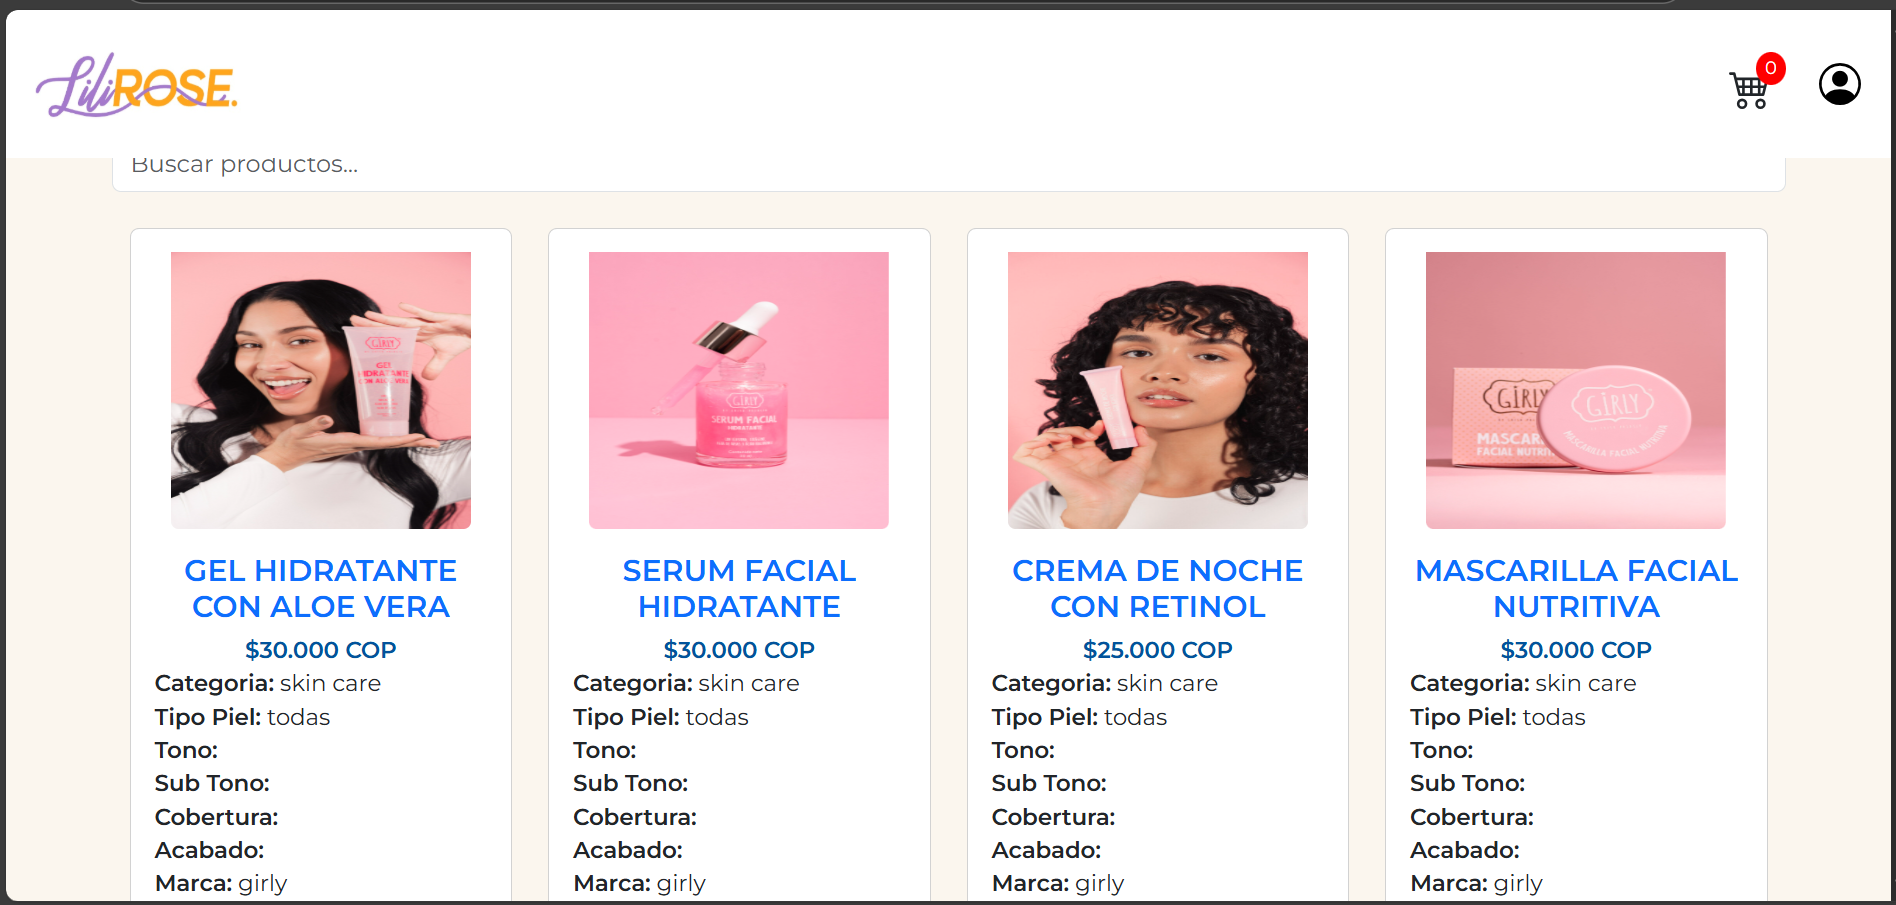 LiliROSE.
0
Buscar productos...
GIRLY
GEL
HIDRATANTE
CON ALOE VERA
GIRLY
SERUM FACIAL
HIDRATANTE
GIRLY
MASCAR
FACIAL NUTRIT
GIRLY
MASCARILLA FACIAL NUTRITIVA
GEL HIDRATANTE
CON ALOE VERA
$30.000 COP
Categoria: skin care
Tipo Piel: todas
Tono:
Sub Tono:
Cobertura:
Acabado:
Marca: girly
SERUM FACIAL
HIDRATANTE
$30.000 COP
Categoria: skin care
Tipo Piel: todas
Tono:
Sub Tono:
Cobertura:
Acabado:
Marca: girly
CREMA DE NOCHE
CON RETINOL
$25.000 COP
Categoria: skin care
Tipo Piel: todas
Tono:
Sub Tono:
Cobertura:
Acabado:
Marca: girly
MASCARILLA FACIAL
NUTRITIVA
$30.000 COP
Categoria: skin care
Tipo Piel: todas
Tono:
Sub Tono:
Cobertura:
Acabado:
Marca: girly